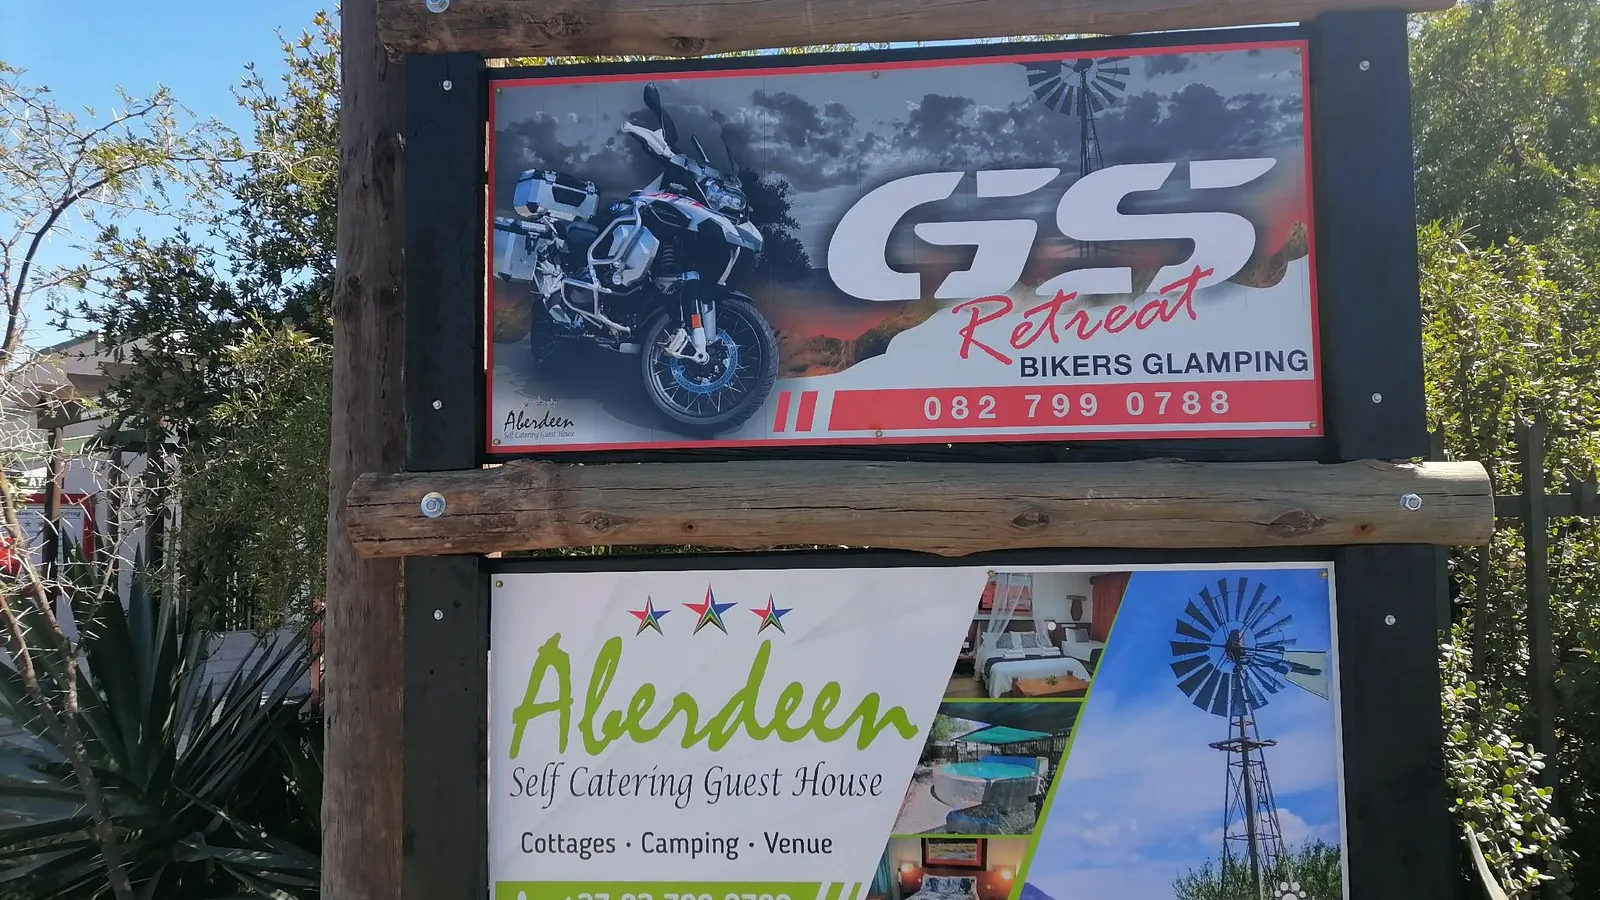 GS
Retreat
BIKERS GLAMPING
082 799 0788
Aberdeen
Self Catering Guest House
Aberdeen
Self Catering Guest House
Cottages · Camping · Venue